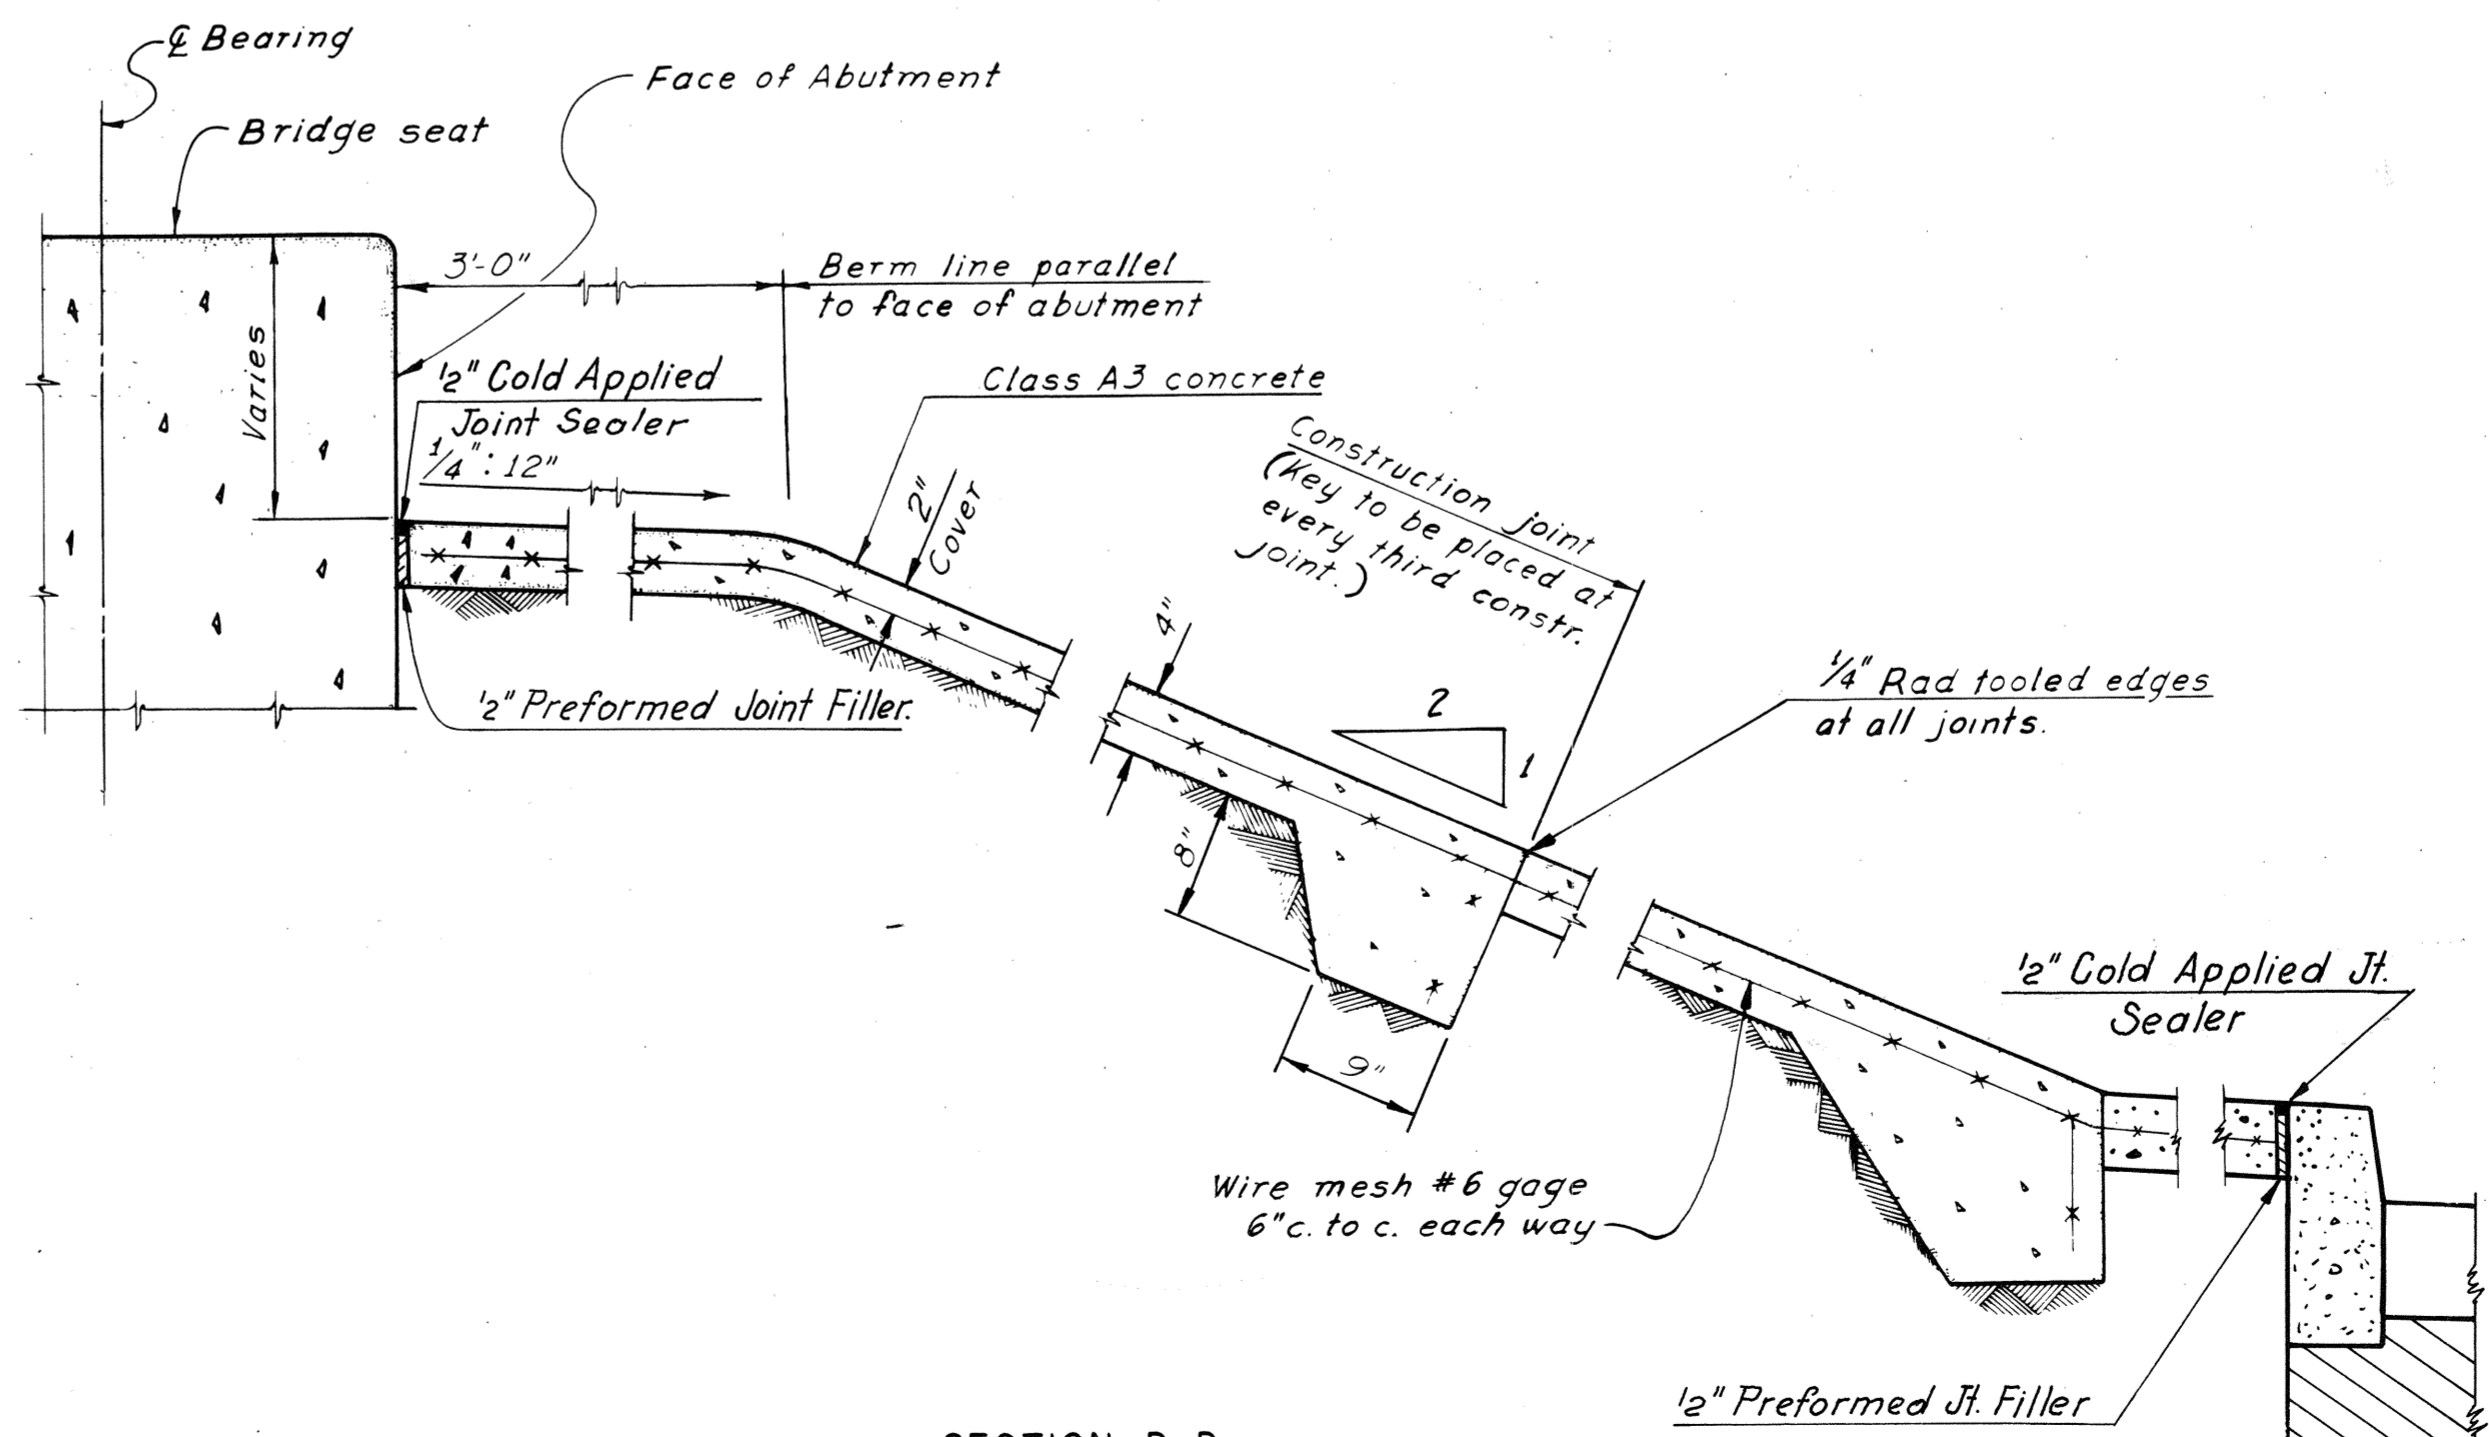 ℄ Bearing
Face of Abutment
Bridge seat
3'-0"
Berm line parallel
to face of abutment
Varies
1/2" Cold Applied
Joint Sealer
1/4": 12"
Class A3 concrete
2"
Cover
Construction joint
(Key to be placed at
every third constr.
joint.)
4"
1/2" Preformed Joint Filler.
2
1
1/4" Rad tooled edges
at all joints.
8"
9"
1/2" Cold Applied Jt.
Sealer
Wire mesh #6 gage
6" c. to c. each way
1/2" Preformed Jt. Filler
SECTION